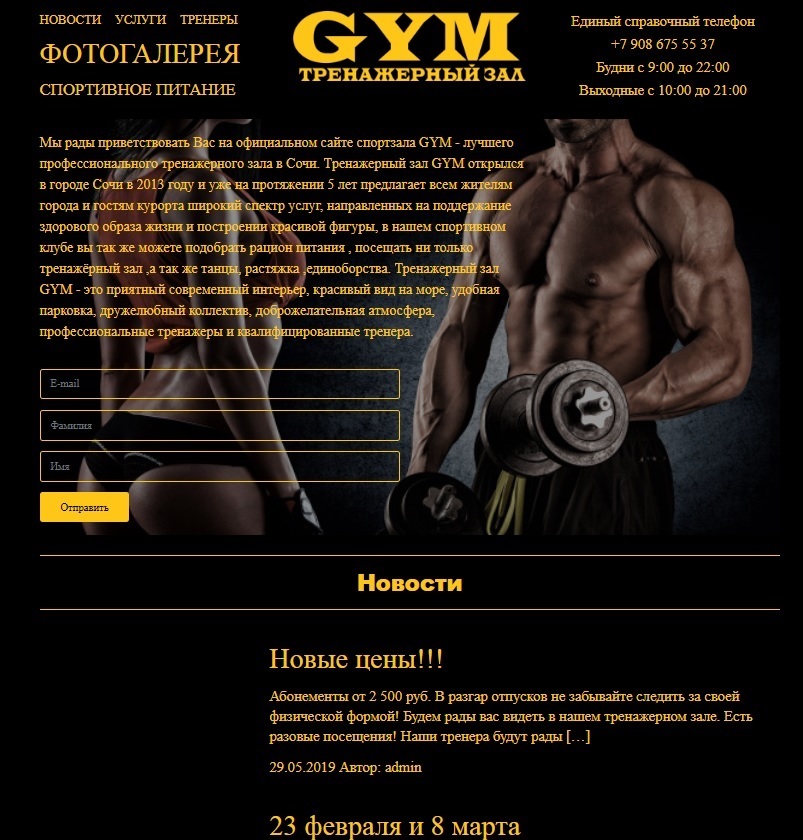 НОВОСТИ УСЛУГИ ТРЕНЕРЫ
ФОТОГАЛЕРЕЯ
СПОРТИВНОЕ ПИТАНИЕ
GYM
ТРЕНАЖЕРНЫЙ ЗАЛ
Единый справочный телефон
+7 908 675 55 37
Будни с 9:00 до 22:00
Выходные с 10:00 до 21:00
Мы рады приветствовать Вас на официальном сайте спортзала GYM - лучшего
профессионального тренажерного зала в Сочи. Тренажерный зал GYM открылся
в городе Сочи в 2013 году и уже на протяжении 5 лет предлагает всем жителям
города и гостям курорта широкий спектр услуг, направленных на поддержание
здорового образа жизни и построении красивой фигуры, в нашем спортивном
клубе вы так же можете подобрать рацион питания , посещать ни только
тренажёрный зал ,а так же танцы, растяжка ,единоборства. Тренажерный зал
GYM - это приятный современный интерьер, красивый вид на море, удобная
парковка, дружелюбный коллектив, доброжелательная атмосфера,
профессиональные тренажеры и квалифицированные тренера.
E-mail
Фамилия
Имя
Отправить
Новости
Новые цены!!!
Абонементы от 2 500 руб. В разгар отпусков не забывайте следить за своей
физической формой! Будем рады вас видеть в нашем тренажерном зале. Есть
разовые посещения! Наши тренера будут рады […]
29.05.2019 Автор: admin
23 февраля и 8 марта